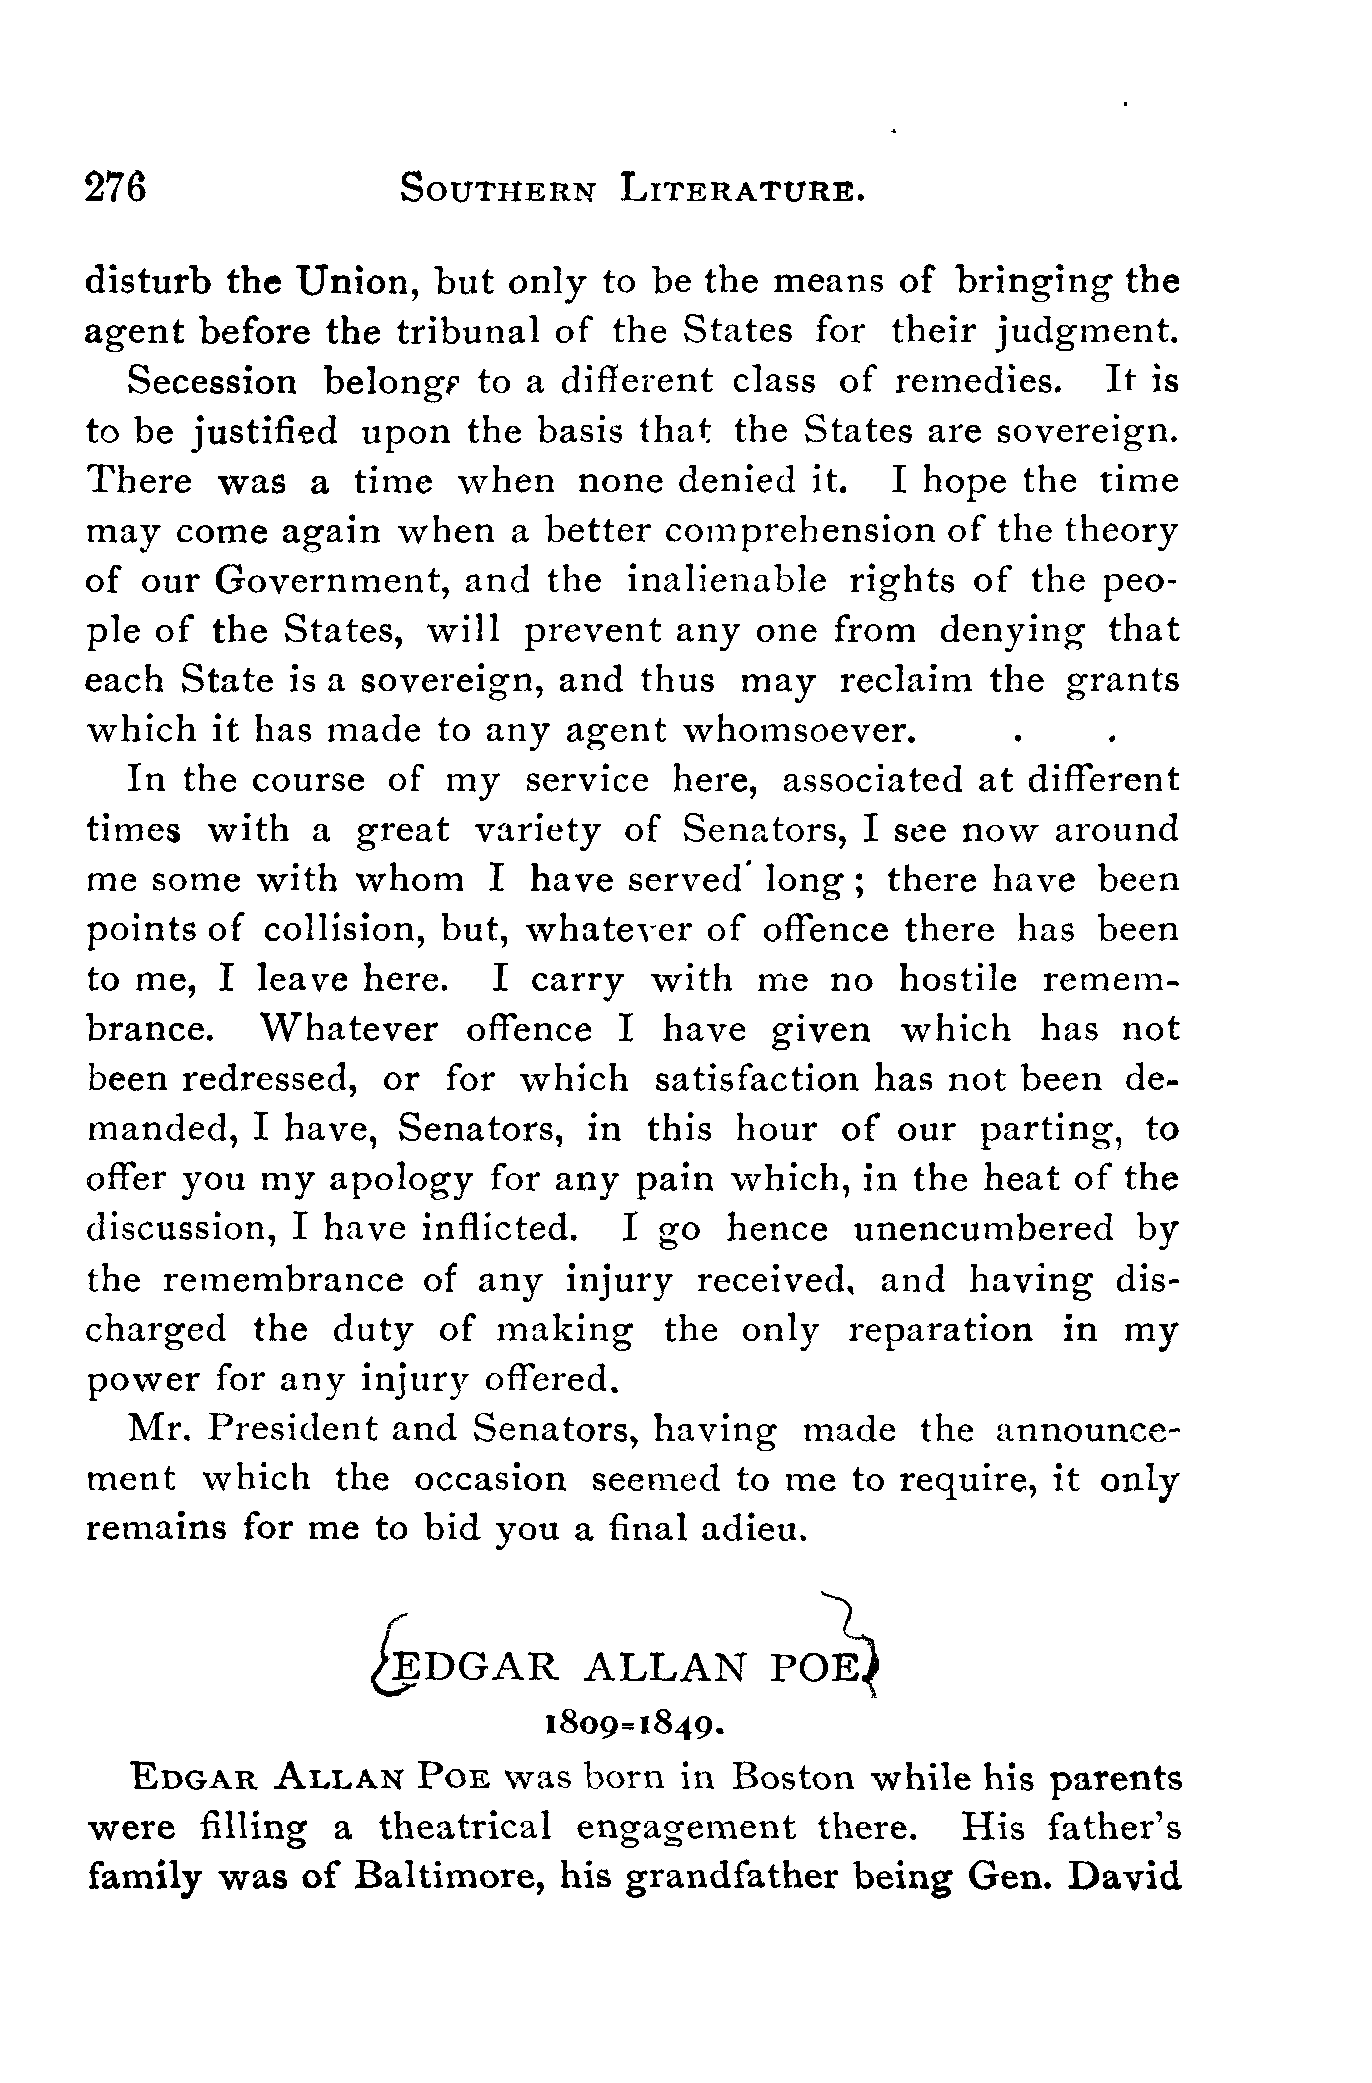 276 SOUTHERN LITERATURE.
disturb the Union, but only to be the means of bringing the
agent before the tribunal of the States for their judgment.
Secession belongs to a different class of remedies. It is
to be justified upon the basis that the States are sovereign.
There was a time when none denied it. I hope the time
may come again when a better comprehension of the theory
of our Government, and the inalienable rights of the peo-
ple of the States, will prevent any one from denying that
each State is a sovereign, and thus may reclaim the grants
which it has made to any agent whomsoever. . .
In the course of my service here, associated at different
times with a great variety of Senators, I see now around
me some with whom I have served long ; there have been
points of collision, but, whatever of offence there has been
to me, I leave here. I carry with me no hostile remem-
brance. Whatever offence I have given which has not
been redressed, or for which satisfaction has not been de-
manded, I have, Senators, in this hour of our parting, to
offer you my apology for any pain which, in the heat of the
discussion, I have inflicted. I go hence unencumbered by
the remembrance of any injury received, and having dis-
charged the duty of making the only reparation in my
power for any injury offered.
Mr. President and Senators, having made the announce-
ment which the occasion seemed to me to require, it only
remains for me to bid you a final adieu.
EDGAR ALLAN POE
1809=1849.
EDGAR ALLAN POE was born in Boston while his parents
were filling a theatrical engagement there. His father's
family was of Baltimore, his grandfather being Gen. David